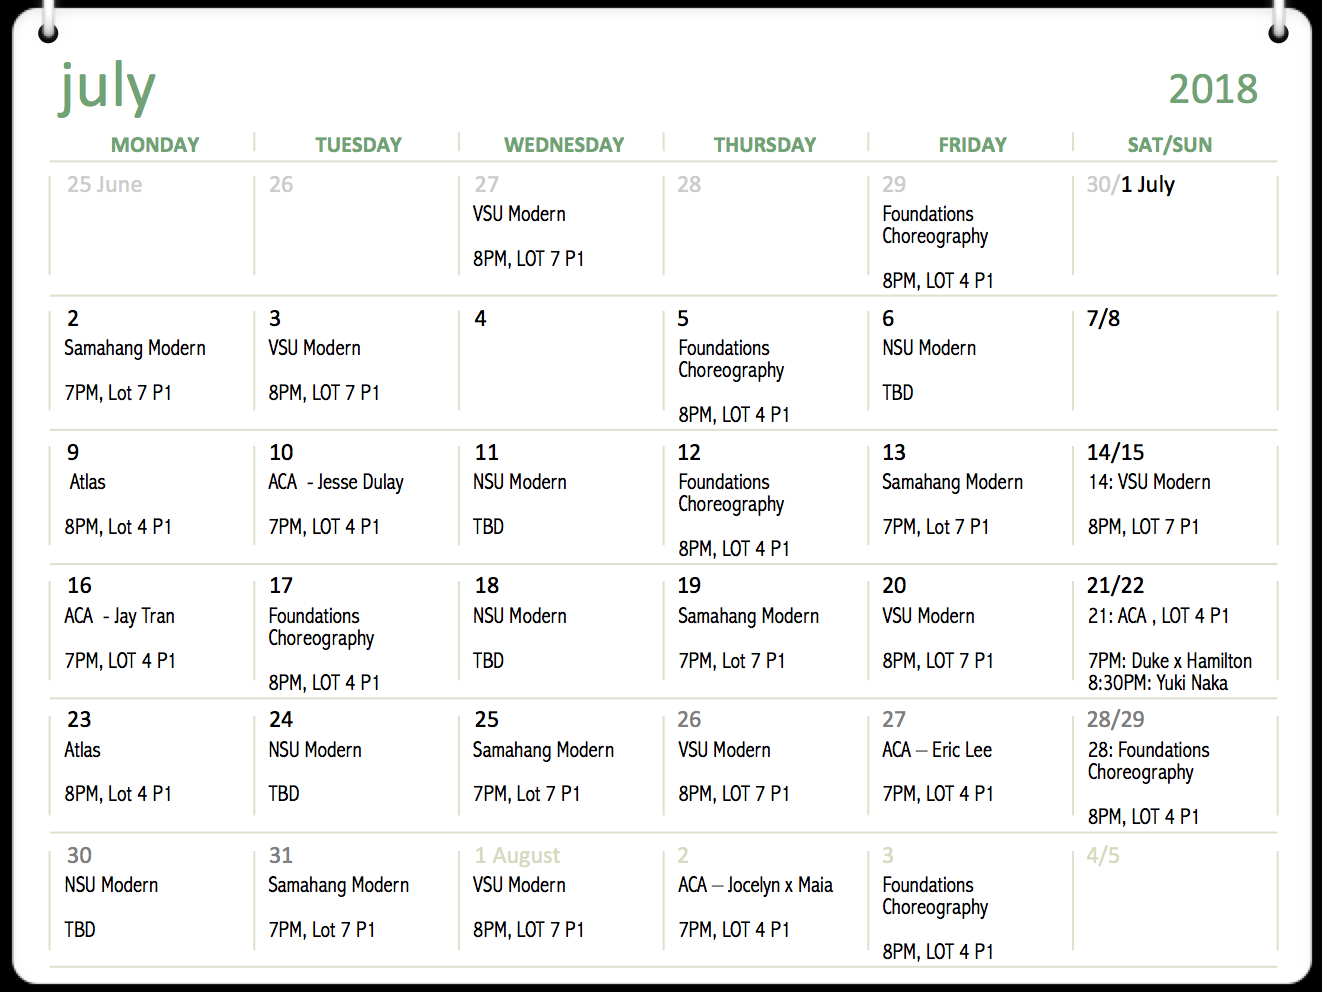 july
2018
MONDAY
TUESDAY
WEDNESDAY
THURSDAY
FRIDAY
SAT/SUN
25 June
26
27
VSU Modern
8PM, LOT 7 P1
28
29
Foundations
Choreography
8PM, LOT 4 P1
30/1 July
2
Samahang Modern
7PM, Lot 7 P1
3
VSU Modern
8PM, LOT 7 P1
4
5
Foundations
Choreography
8PM, LOT 4 P1
6
NSU Modern
TBD
7/8
9
Atlas
8PM, Lot 4 P1
10
ACA - Jesse Dulay
7PM, LOT 4 P1
11
NSU Modern
TBD
12
Foundations
Choreography
8PM, LOT 4 P1
13
Samahang Modern
7PM, Lot 7 P1
14/15
14: VSU Modern
8PM, LOT 7 P1
16
ACA - Jay Tran
7PM, LOT 4 P1
17
Foundations
Choreography
8PM, LOT 4 P1
18
NSU Modern
TBD
19
Samahang Modern
7PM, Lot 7 P1
20
VSU Modern
8PM, LOT 7 P1
21/22
21: ACA , LOT 4 P1
7PM: Duke x Hamilton
8:30PM: Yuki Naka
23
Atlas
8PM, Lot 4 P1
24
NSU Modern
TBD
25
Samahang Modern
7PM, Lot 7 P1
26
VSU Modern
8PM, LOT 7 P1
27
ACA – Eric Lee
7PM, LOT 4 P1
28/29
28: Foundations
Choreography
8PM, LOT 4 P1
30
NSU Modern
TBD
31
Samahang Modern
7PM, Lot 7 P1
1 August
VSU Modern
8PM, LOT 7 P1
2
ACA – Jocelyn x Maia
7PM, LOT 4 P1
3
Foundations
Choreography
8PM, LOT 4 P1
4/5